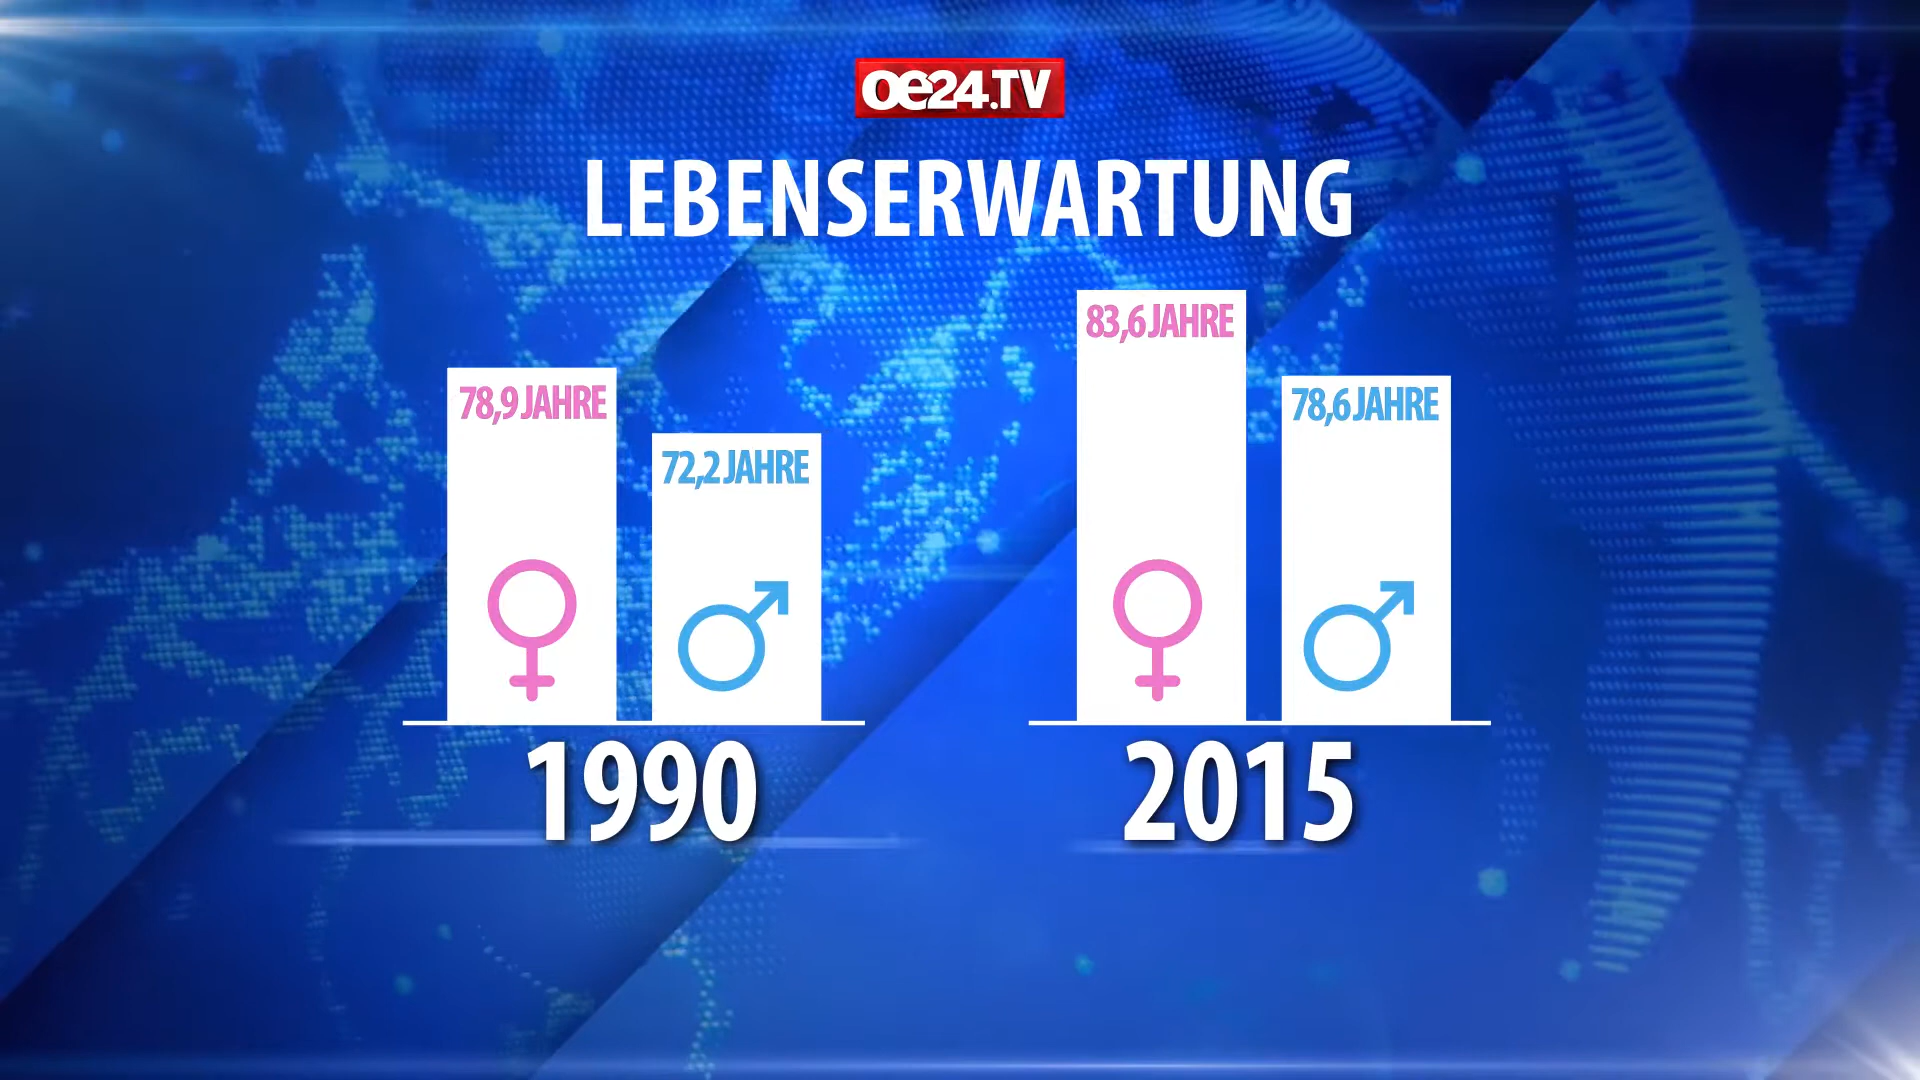 oe24.TV
LEBENSERWARTUNG
83,6 JAHRE
78,9 JAHRE
78,6 JAHRE
72,2 JAHRE
1990
2015